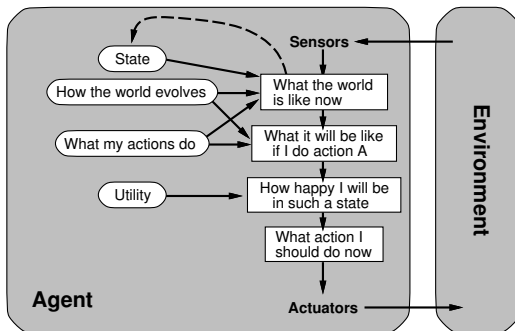 Sensors
State
How the world evolves
What my actions do
Utility
What the world
is like now
What it will be like
if I do action A
How happy I will be
in such a state
What action I
should do now
Agent
Actuators
Environment